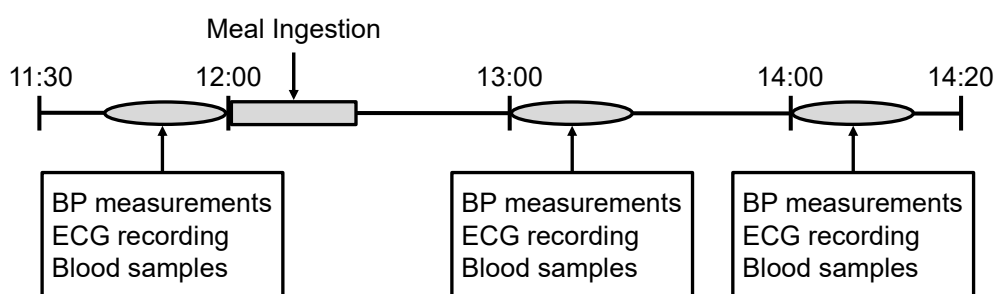 Meal Ingestion
11:30
12:00
13:00
14:00
14:20
BP measurements
ECG recording
Blood samples
BP measurements
ECG recording
Blood samples
BP measurements
ECG recording
Blood samples